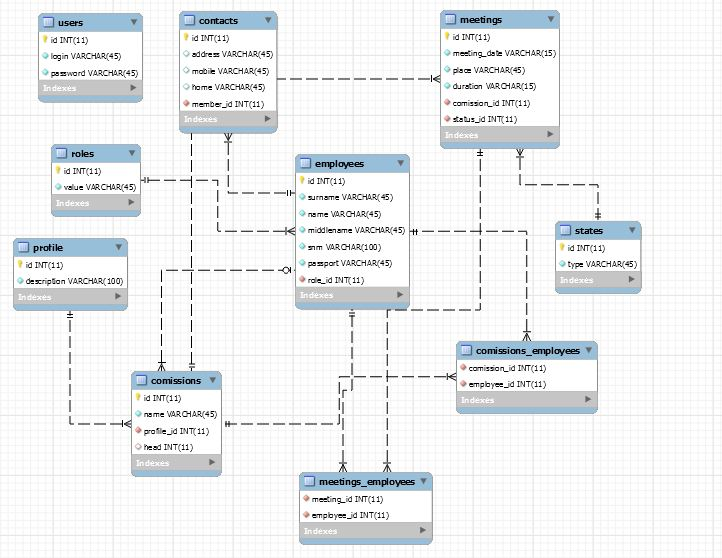 users
id INT(11)
login VARCHAR(45)
password VARCHAR(45)
Indexes
contacts
id INT(11)
address VARCHAR(45)
mobile VARCHAR(45)
home VARCHAR(45)
member_id INT(11)
Indexes
meetings
id INT(11)
meeting_date VARCHAR(15)
place VARCHAR(45)
duration VARCHAR(15)
comission_id INT(11)
status_id INT(11)
Indexes
roles
id INT(11)
value VARCHAR(45)
Indexes
employees
id INT(11)
surname VARCHAR(45)
name VARCHAR(45)
middlename VARCHAR(45)
snm VARCHAR(100)
passport VARCHAR(45)
role_id INT(11)
Indexes
states
id INT(11)
type VARCHAR(45)
Indexes
profile
id INT(11)
description VARCHAR(100)
Indexes
comissions_employees
comission_id INT(11)
employee_id INT(11)
Indexes
comissions
id INT(11)
name VARCHAR(45)
profile_id INT(11)
head INT(11)
Indexes
meetings_employees
meeting_id INT(11)
employee_id INT(11)
Indexes